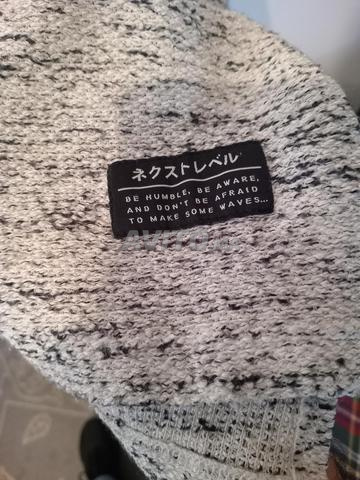 ネクストレベル
BE HUMBLE, BE AWARE,
AND DON'T BE AFRAID
TO MAKE SOME WAVES...